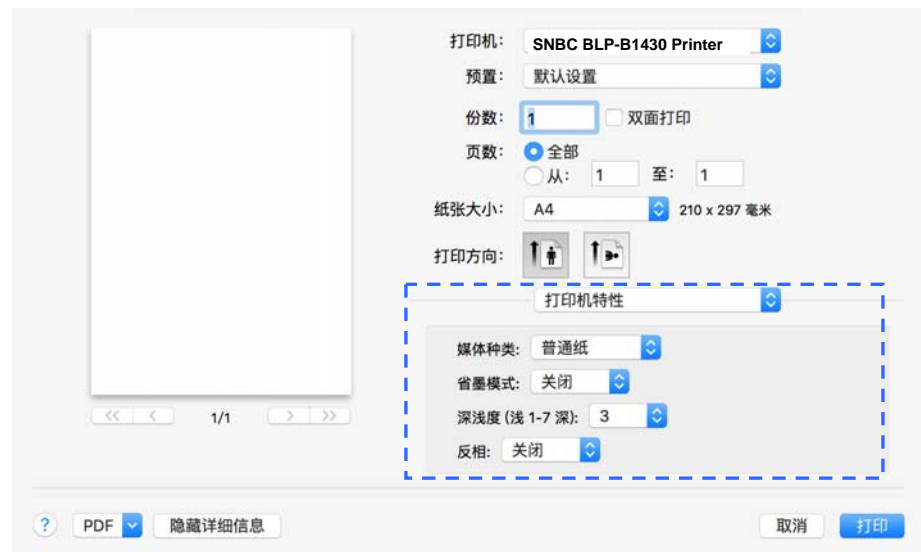 打印机: SNBC BLP-B1430 Printer
预置: 默认设置
份数: 1 双面打印
页数: 全部
从: 1 至: 1
纸张大小: A4 210 x 297 毫米
打印方向:
打印机特性
媒体种类: 普通纸
省墨模式: 关闭
深浅度 (浅 1-7 深): 3
反相: 关闭
<< < 1/1 > >>
? PDF 隐藏详细信息 取消 打印